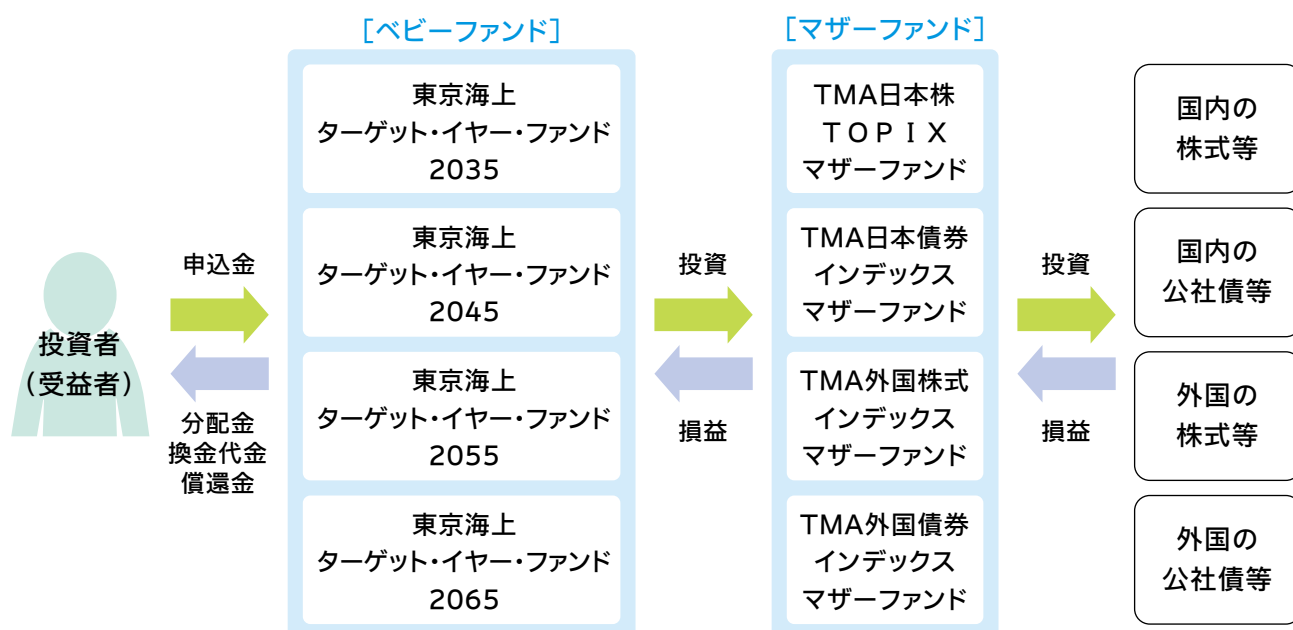 ［ベビーファンド］
［マザーファンド］
投資者
（受益者）
申込金
分配金
換金代金
償還金
東京海上
ターゲット・イヤー・ファンド
2035
東京海上
ターゲット・イヤー・ファンド
2045
東京海上
ターゲット・イヤー・ファンド
2055
東京海上
ターゲット・イヤー・ファンド
2065
投資
損益
TMA日本株
ＴＯＰＩＸ
マザーファンド
TMA日本債券
インデックス
マザーファンド
TMA外国株式
インデックス
マザーファンド
TMA外国債券
インデックス
マザーファンド
投資
損益
国内の
株式等
国内の
公社債等
外国の
株式等
外国の
公社債等